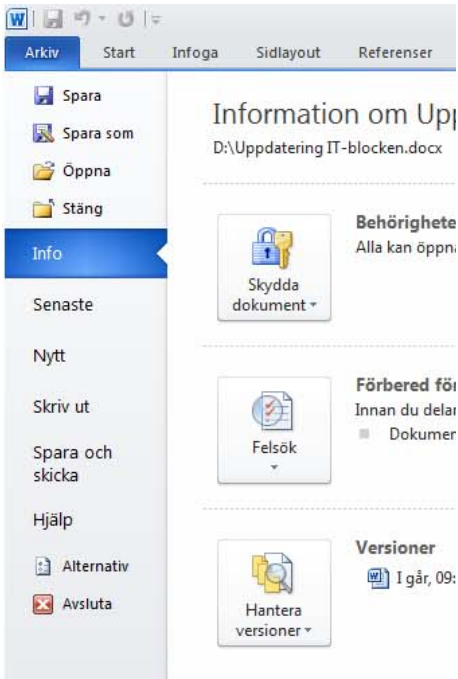 Arkiv Start Infoga Sidlayout Referenser
Spara
Spara som
Öppna
Stäng
Info
Senaste
Nytt
Skriv ut
Spara och
skicka
Hjälp
Alternativ
Avsluta
Information om Upp
D:\Uppdatering IT-blocken.docx
Skydda
dokument
Behörighete
Alla kan öppna
Felsök
Förbered för
Innan du delar
Dokumen
Hantera
versioner
Versioner
I går, 09: